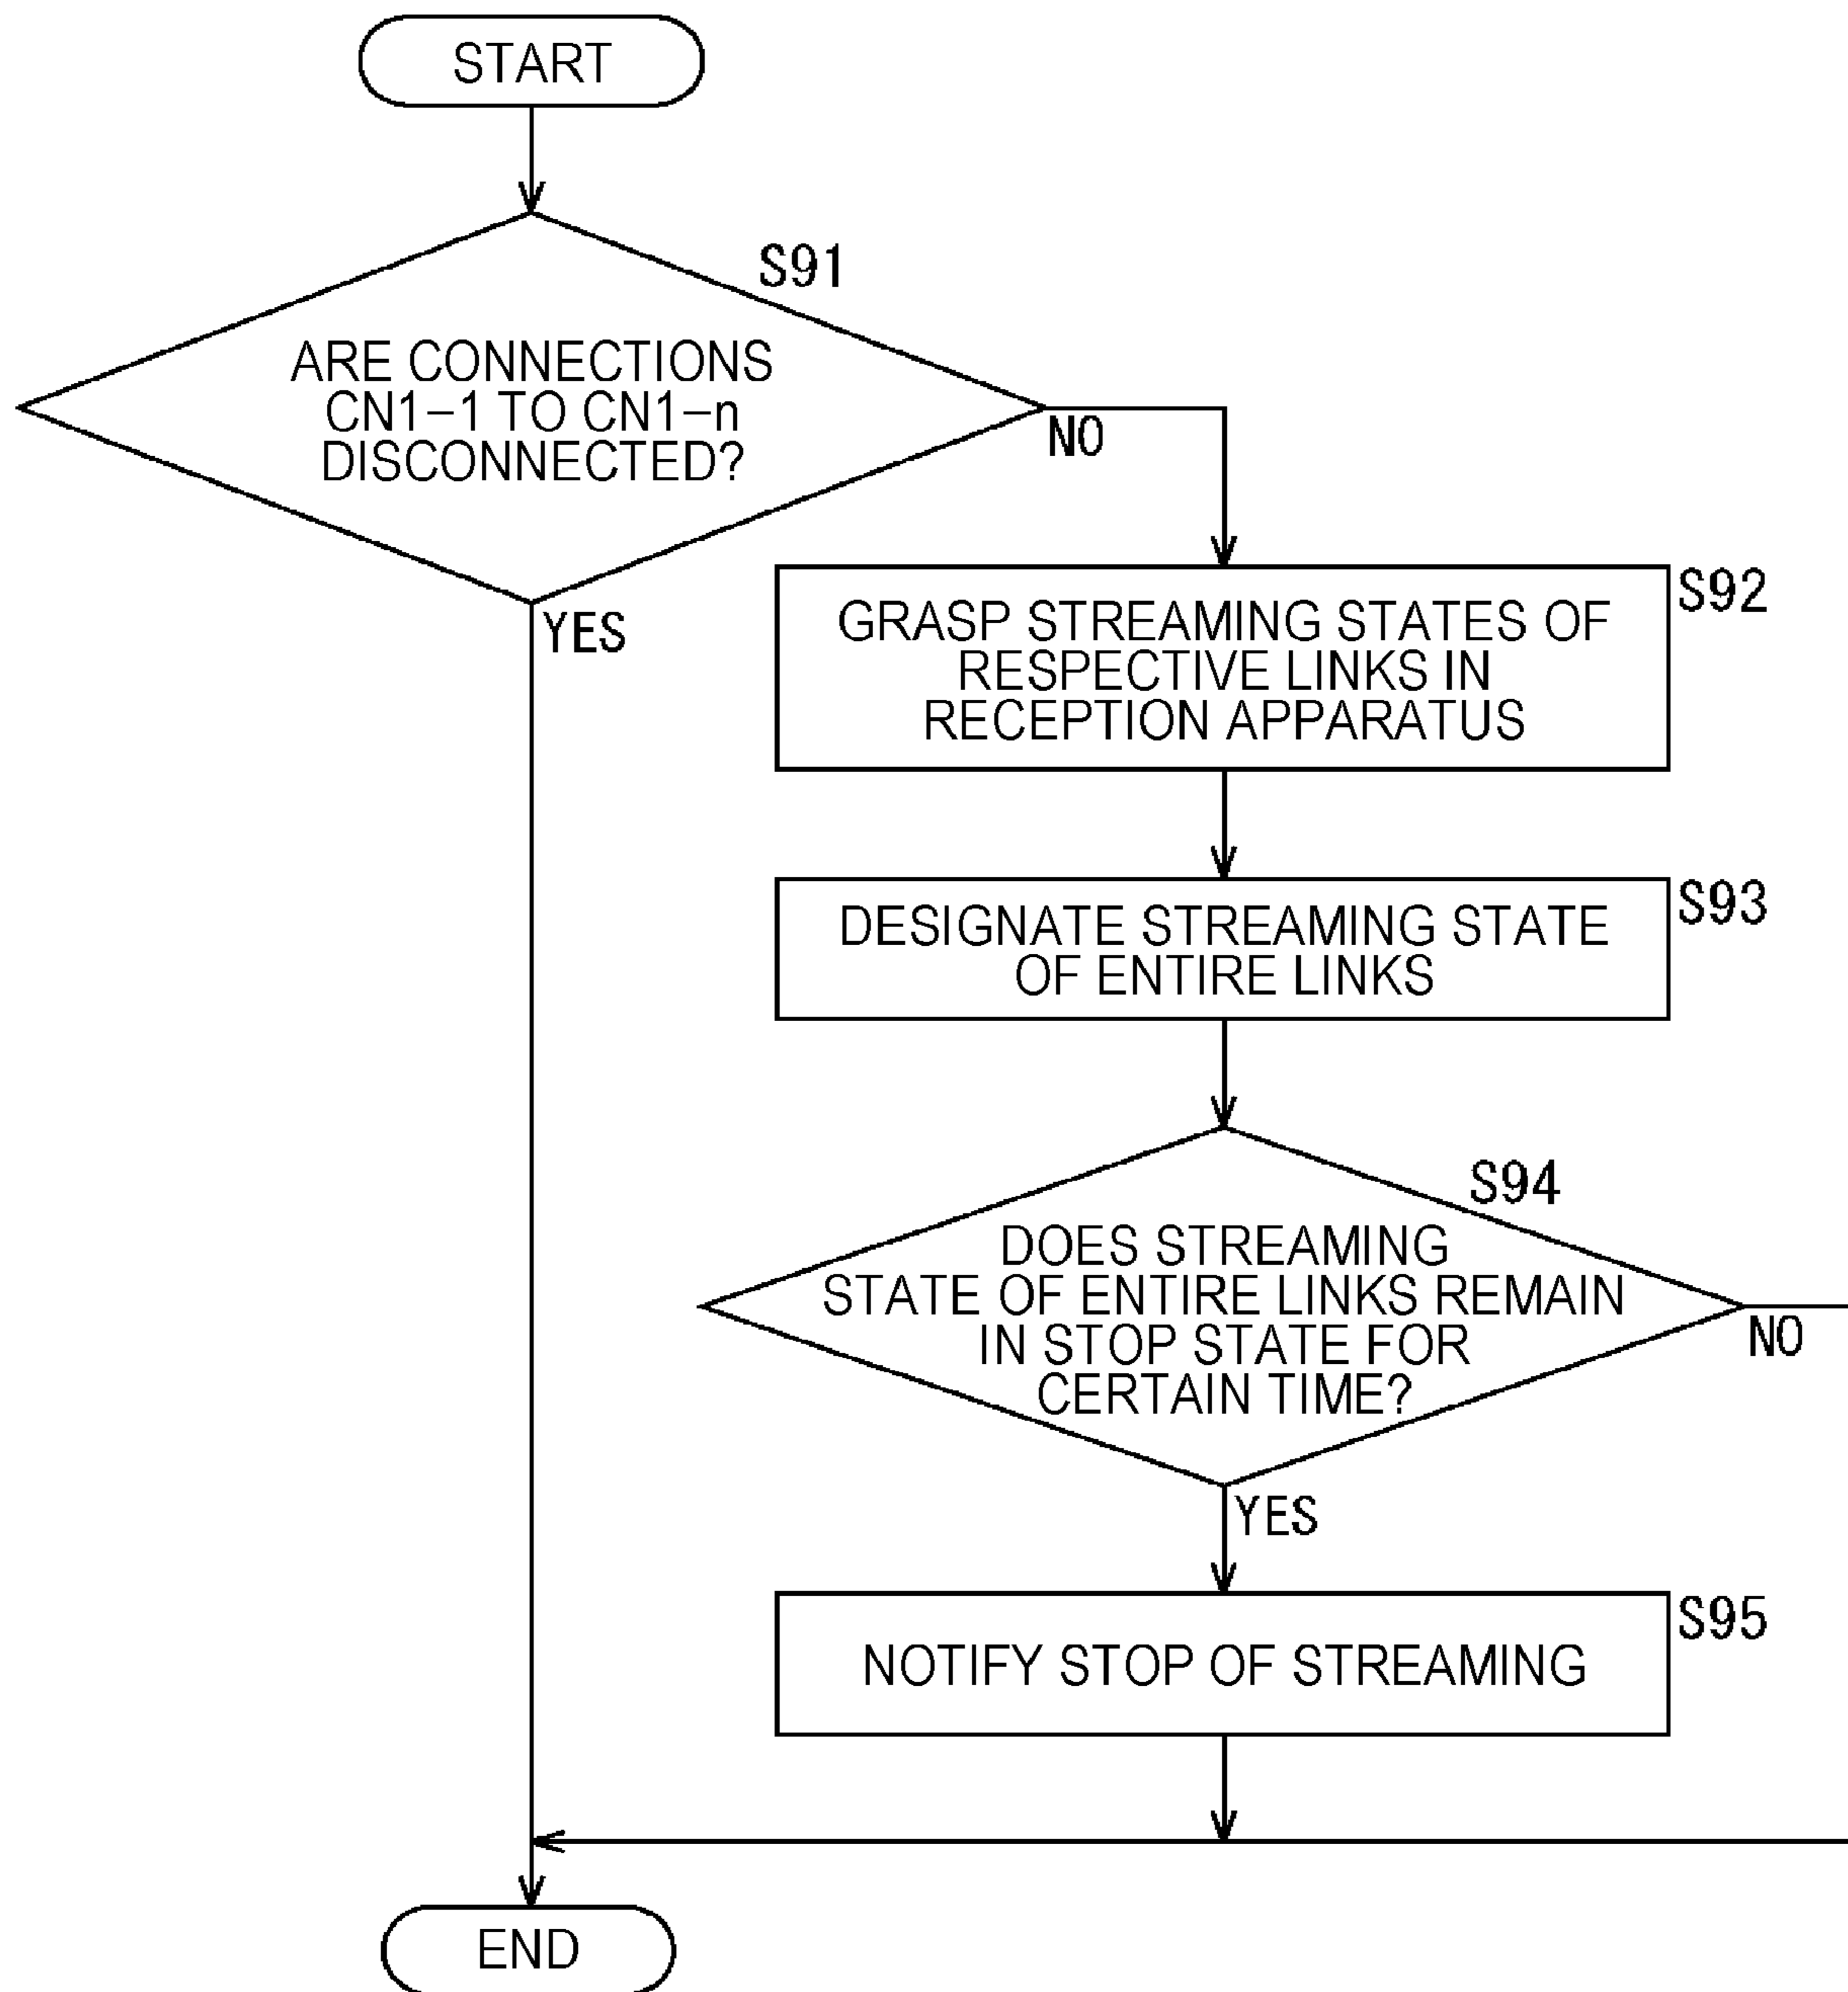 START
S91
ARE CONNECTIONS
CN1-1 TO CN1-n
DISCONNECTED?
NO
YES
S92
GRASP STREAMING STATES OF
RESPECTIVE LINKS IN
RECEPTION APPARATUS
S93
DESIGNATE STREAMING STATE
OF ENTIRE LINKS
S94
DOES STREAMING
STATE OF ENTIRE LINKS REMAIN
IN STOP STATE FOR
CERTAIN TIME?
NO
YES
S95
NOTIFY STOP OF STREAMING
END